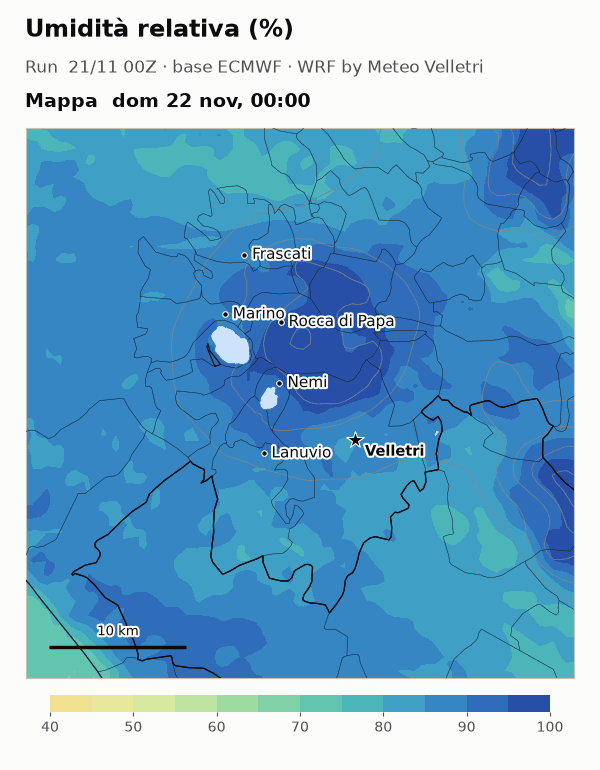 Umidità relativa (%)
Run  21/11 00Z · base ECMWF · WRF by Meteo Velletri
Mappa  dom 22 nov, 00:00
Frascati
Marino
Rocca di Papa
Nemi
Velletri
Lanuvio
10 km
40 50 60 70 80 90 100